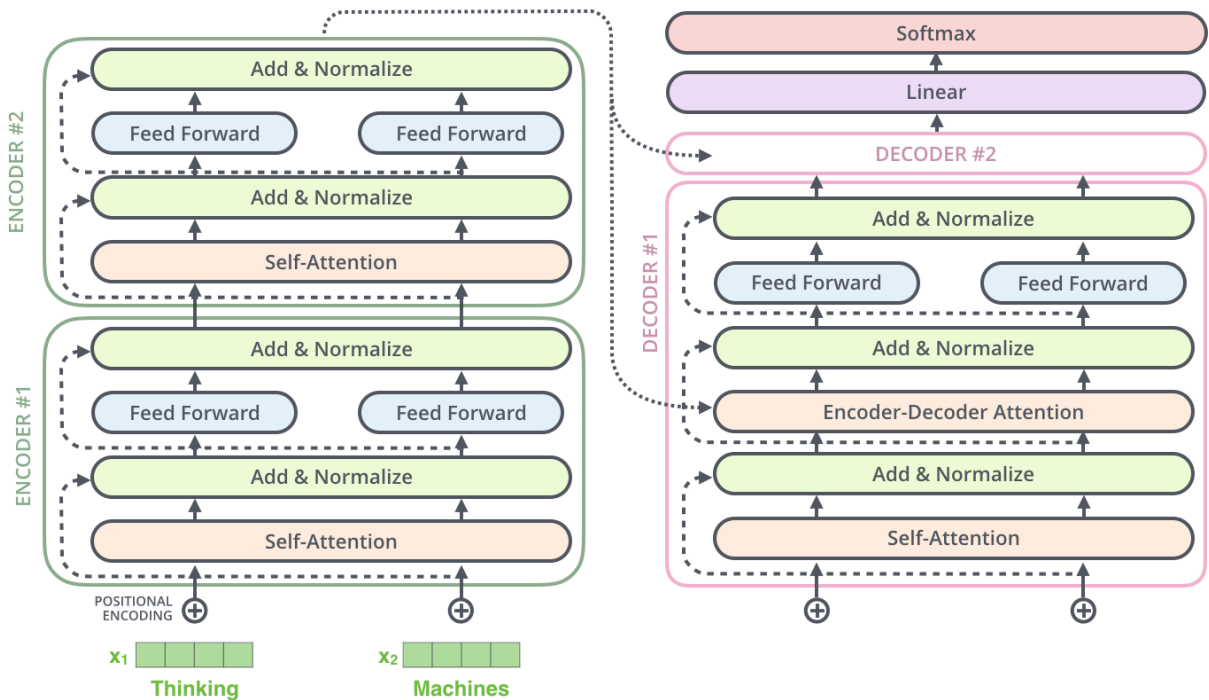 ENCODER #2
Add & Normalize
Feed Forward
Feed Forward
Add & Normalize
Self-Attention
ENCODER #1
Add & Normalize
Feed Forward
Feed Forward
Add & Normalize
Self-Attention
POSITIONAL
ENCODING
x1
x2
Thinking
Machines
Softmax
Linear
DECODER #2
DECODER #1
Add & Normalize
Feed Forward
Feed Forward
Add & Normalize
Encoder-Decoder Attention
Add & Normalize
Self-Attention